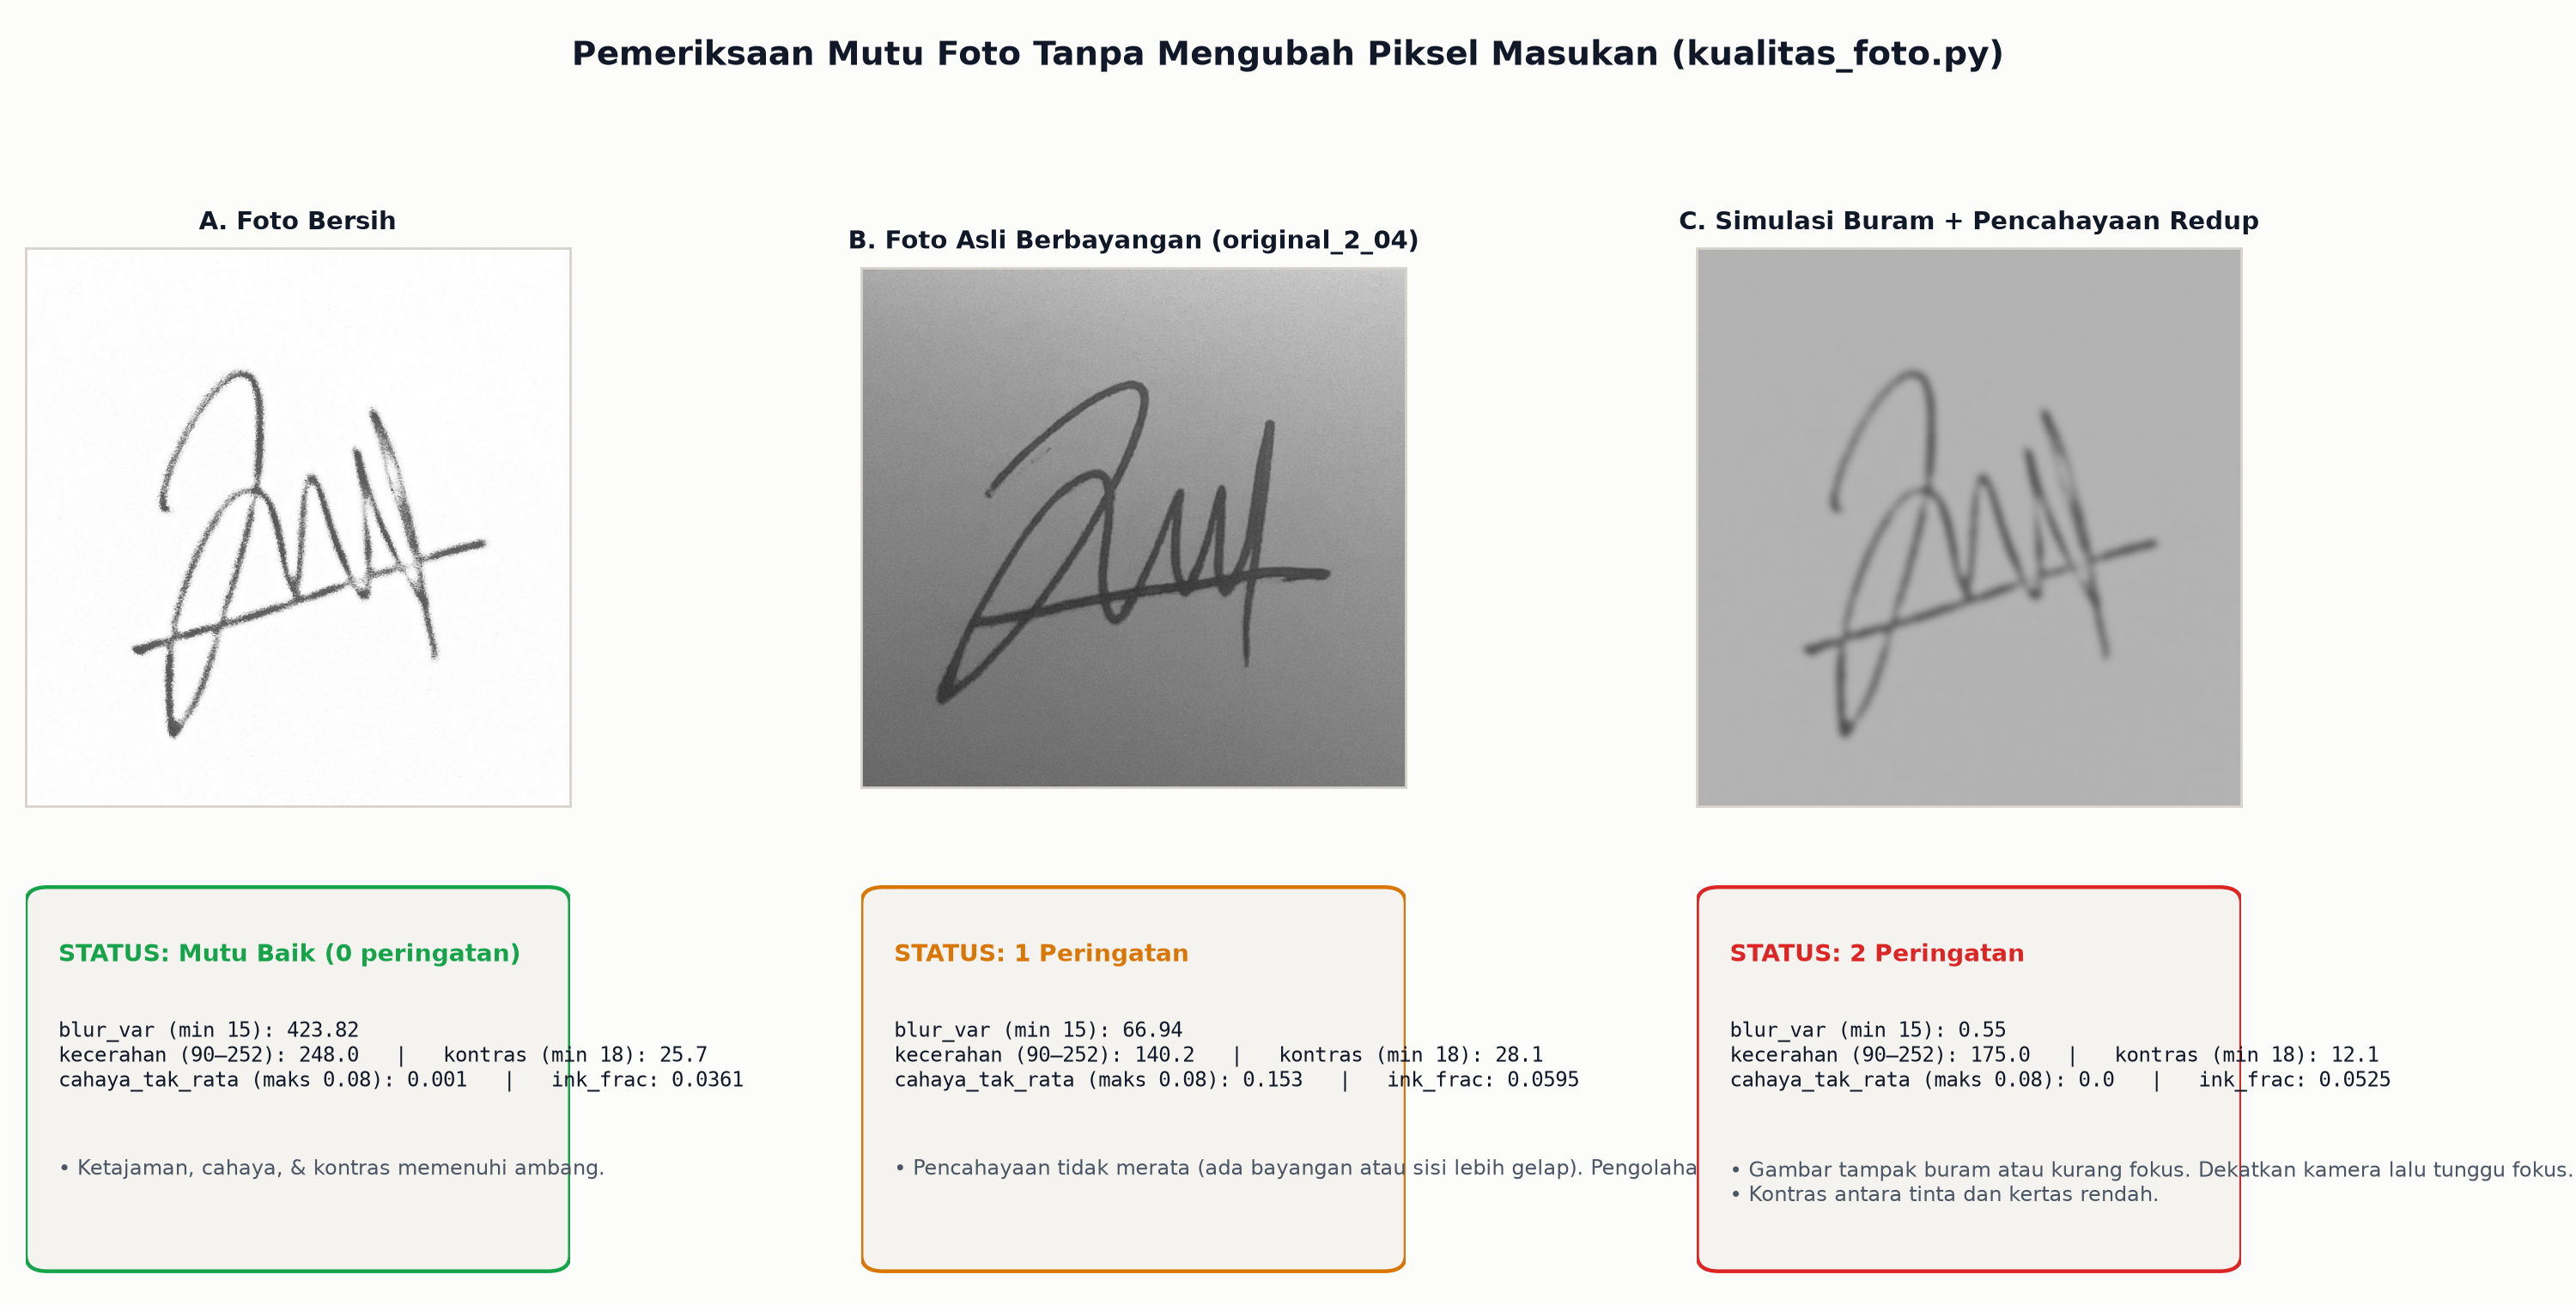 Pemeriksaan Mutu Foto Tanpa Mengubah Piksel Masukan (kualitas_foto.py)
A. Foto Bersih
B. Foto Asli Berbayangan (original_2_04)
C. Simulasi Buram + Pencahayaan Redup
STATUS: Mutu Baik (0 peringatan)
blur_var (min 15): 423.82
kecerahan (90–252): 248.0 | kontras (min 18): 25.7
cahaya_tak_rata (maks 0.08): 0.001 | ink_frac: 0.0361
• Ketajaman, cahaya, & kontras memenuhi ambang.
STATUS: 1 Peringatan
blur_var (min 15): 66.94
kecerahan (90–252): 140.2 | kontras (min 18): 28.1
cahaya_tak_rata (maks 0.08): 0.153 | ink_frac: 0.0595
• Pencahayaan tidak merata (ada bayangan atau sisi lebih gelap). Pengolaha
STATUS: 2 Peringatan
blur_var (min 15): 0.55
kecerahan (90–252): 175.0 | kontras (min 18): 12.1
cahaya_tak_rata (maks 0.08): 0.0 | ink_frac: 0.0525
• Gambar tampak buram atau kurang fokus. Dekatkan kamera lalu tunggu fokus.
• Kontras antara tinta dan kertas rendah.